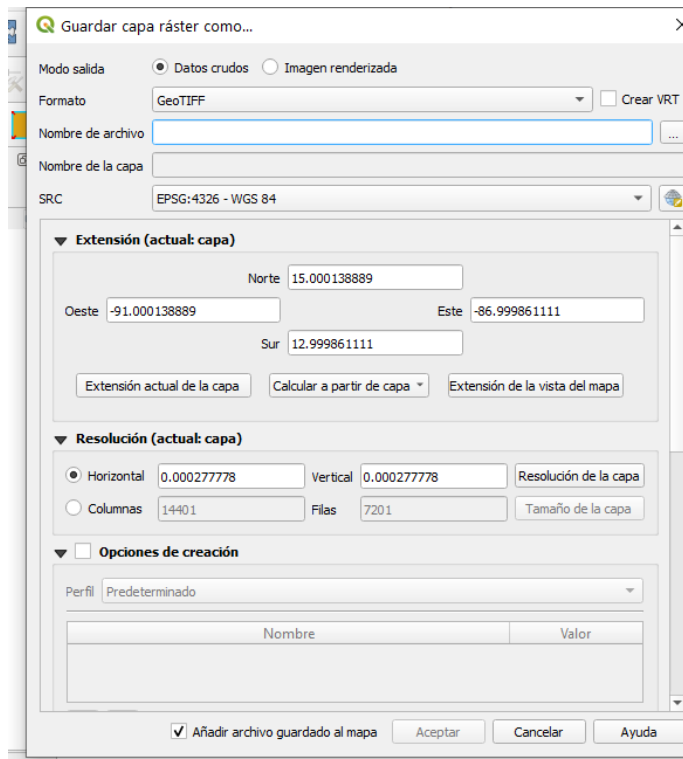 Guardar capa ráster como...
Modo salida Datos crudos Imagen renderizada
Formato GeoTIFF Crear VRT
Nombre de archivo ...
Nombre de la capa
SRC EPSG:4326 - WGS 84
Extensión (actual: capa)
Norte 15.000138889
Oeste -91.000138889 Este -86.999861111
Sur 12.999861111
Extensión actual de la capa Calcular a partir de capa Extensión de la vista del mapa
Resolución (actual: capa)
Horizontal 0.000277778 Vertical 0.000277778 Resolución de la capa
Columnas 14401 Filas 7201 Tamaño de la capa
Opciones de creación
Perfil Predeterminado
Nombre Valor
Añadir archivo guardado al mapa Aceptar Cancelar Ayuda